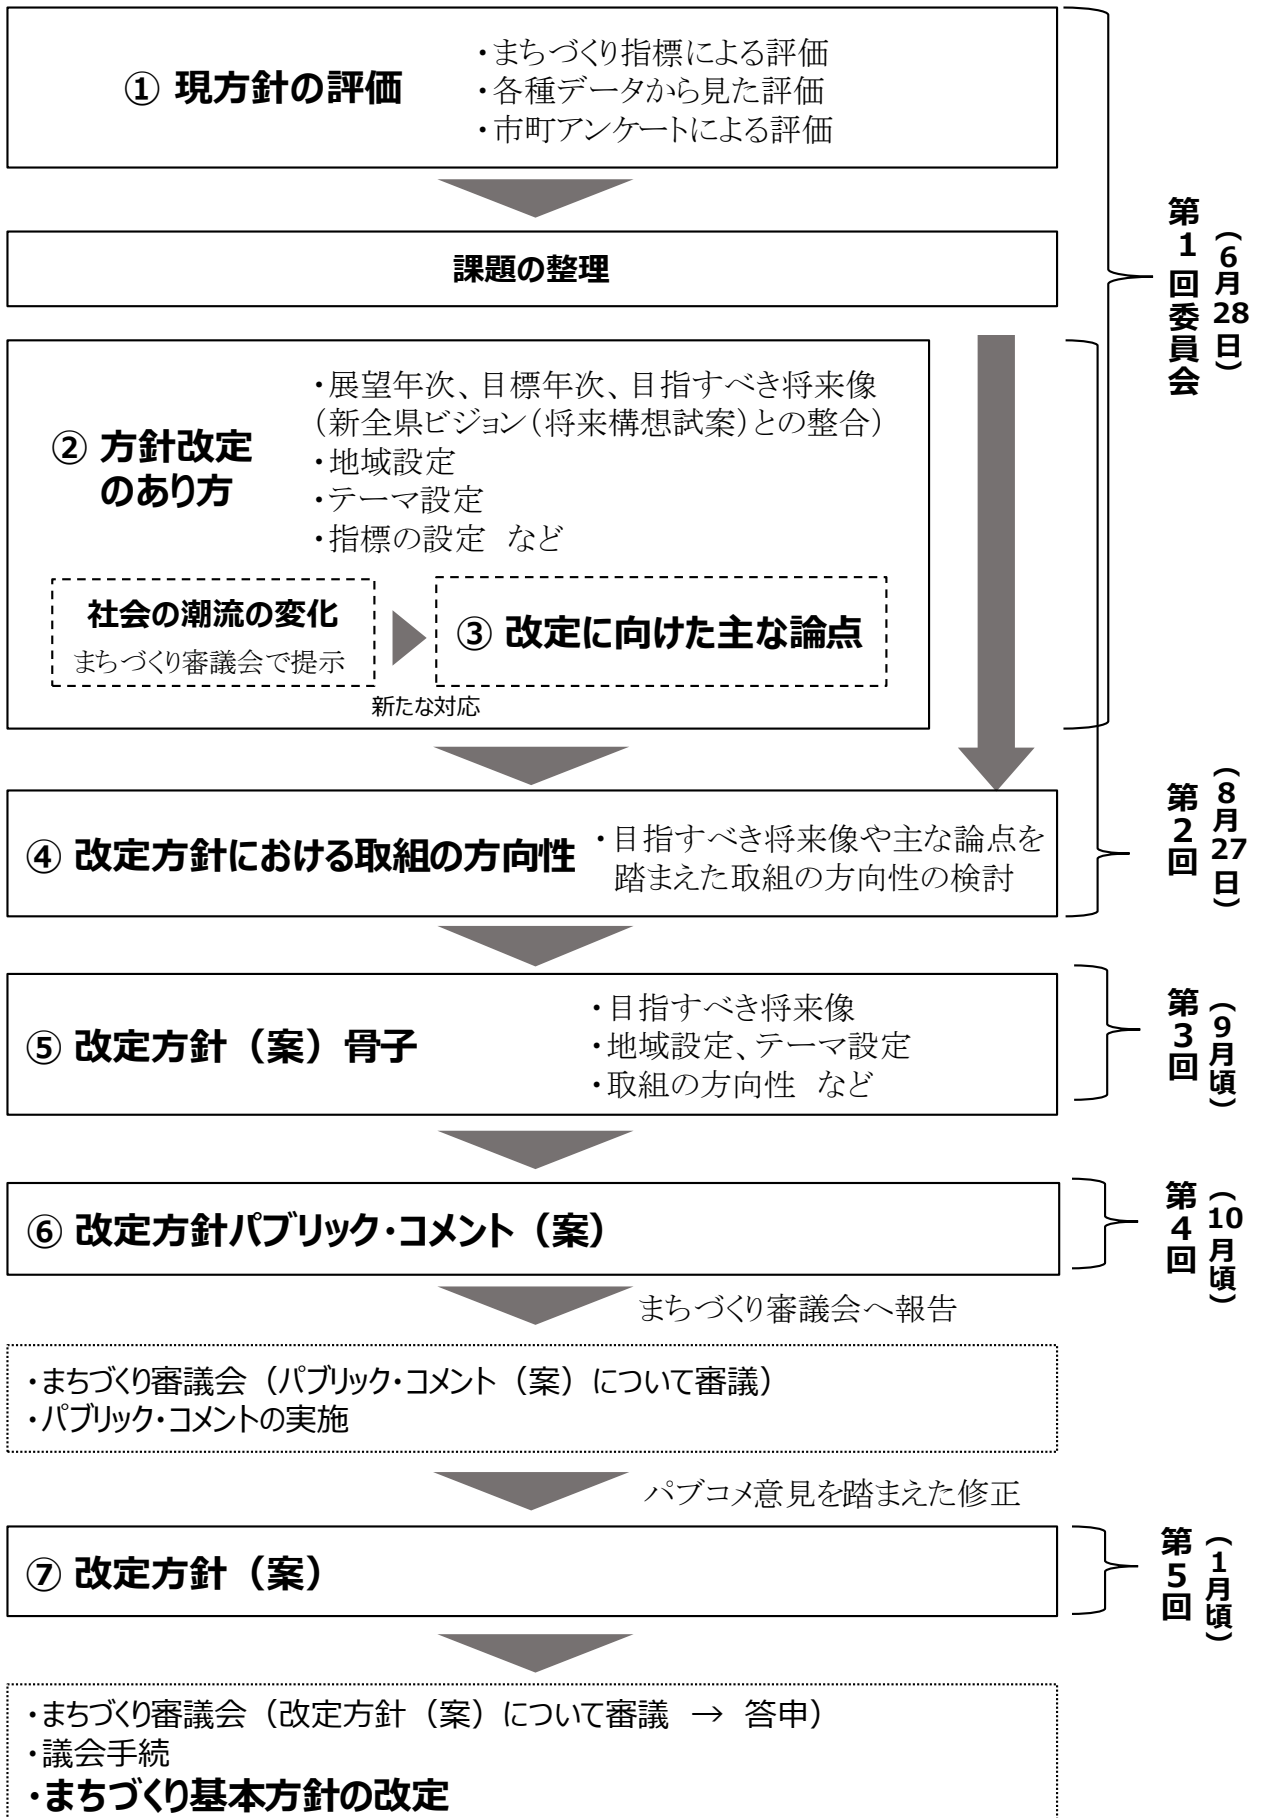 ① 現方針の評価
・まちづくり指標による評価
・各種データから見た評価
・市町アンケートによる評価
課題の整理
第1回委員会
（6月28日）
② 方針改定
のあり方
・展望年次、目標年次、目指すべき将来像
（新全県ビジョン（将来構想試案）との整合）
・地域設定
・テーマ設定
・指標の設定　など
社会の潮流の変化
まちづくり審議会で提示
③ 改定に向けた主な論点
新たな対応
④ 改定方針における取組の方向性
・目指すべき将来像や主な論点を
踏まえた取組の方向性の検討
第2回
（8月27日）
⑤ 改定方針（案）骨子
・目指すべき将来像
・地域設定、テーマ設定
・取組の方向性　など
第3回
（9月頃）
⑥ 改定方針パブリック・コメント（案）
第4回
（10月頃）
まちづくり審議会へ報告
・まちづくり審議会（パブリック・コメント（案）について審議）
・パブリック・コメントの実施
パブコメ意見を踏まえた修正
⑦ 改定方針（案）
第5回
（1月頃）
・まちづくり審議会（改定方針（案）について審議　→　答申）
・議会手続
・まちづくり基本方針の改定